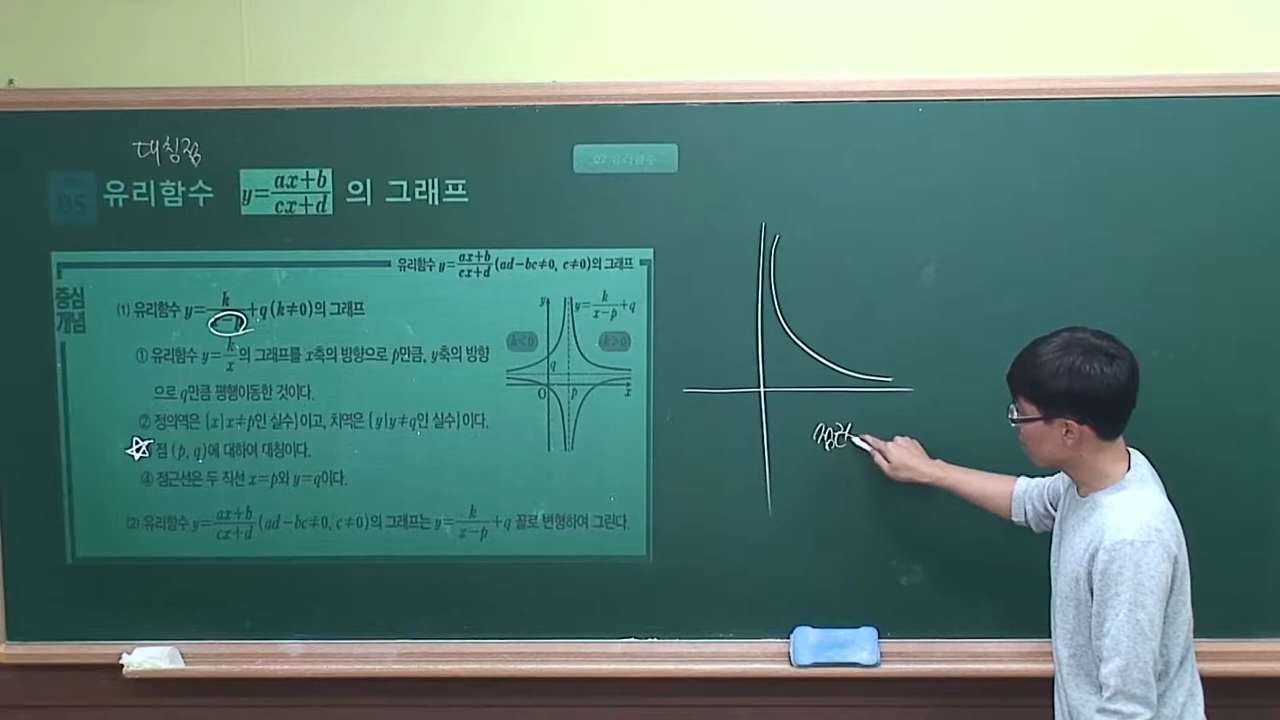 대칭점
07 유리함수
05 유리함수 y=\frac{ax+b}{cx+d} 의 그래프
유리함수 y=\frac{ax+b}{cx+d}(ad-bc≠0, c≠0)의 그래프
중심
개념
(1) 유리함수 y=\frac{k}{x-p}+q(k≠0)의 그래프
① 유리함수 y=\frac{k}{x}의 그래프를 x축의 방향으로 p만큼, y축의 방향
으로 q만큼 평행이동한 것이다.
② 정의역은 {x|x≠p인 실수}이고, 치역은 {y|y≠q인 실수}이다.
점 (p, q)에 대하여 대칭이다.
④ 점근선은 두 직선 x=p와 y=q이다.
(2) 유리함수 y=\frac{ax+b}{cx+d}(ad-bc≠0, c≠0)의 그래프는 y=\frac{k}{x-p}+q 꼴로 변형하여 그린다.
y
y=\frac{k}{x-p}+q
k<0
k>0
q
O
p
x